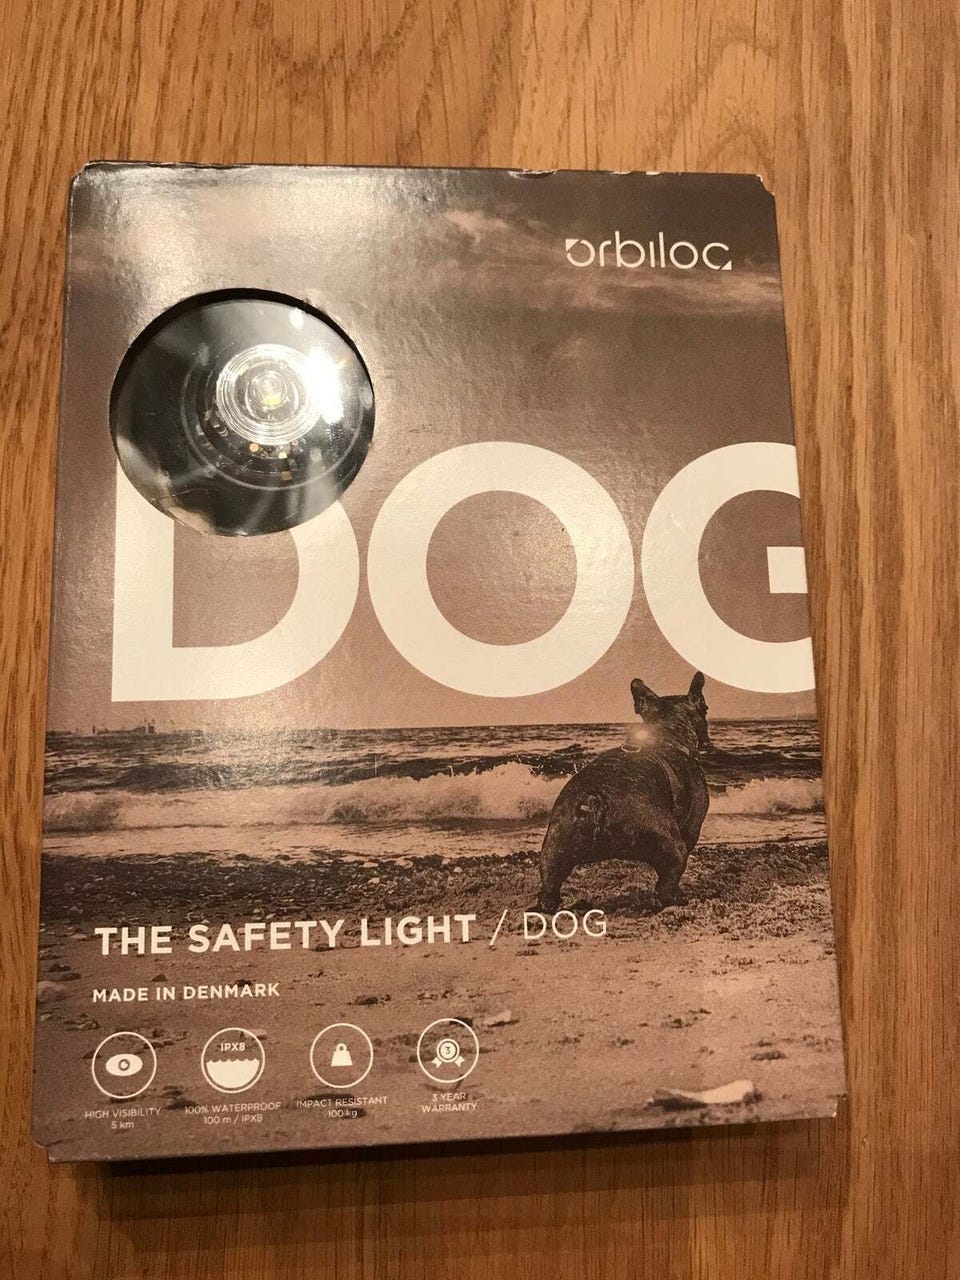 orbiloc
DOG
THE SAFETY LIGHT / DOG
MADE IN DENMARK
IPX8
3
HIGH VISIBILITY
5 km
100% WATERPROOF
100 m / IPX8
IMPACT RESISTANT
100 kg
3 YEAR
WARRANTY